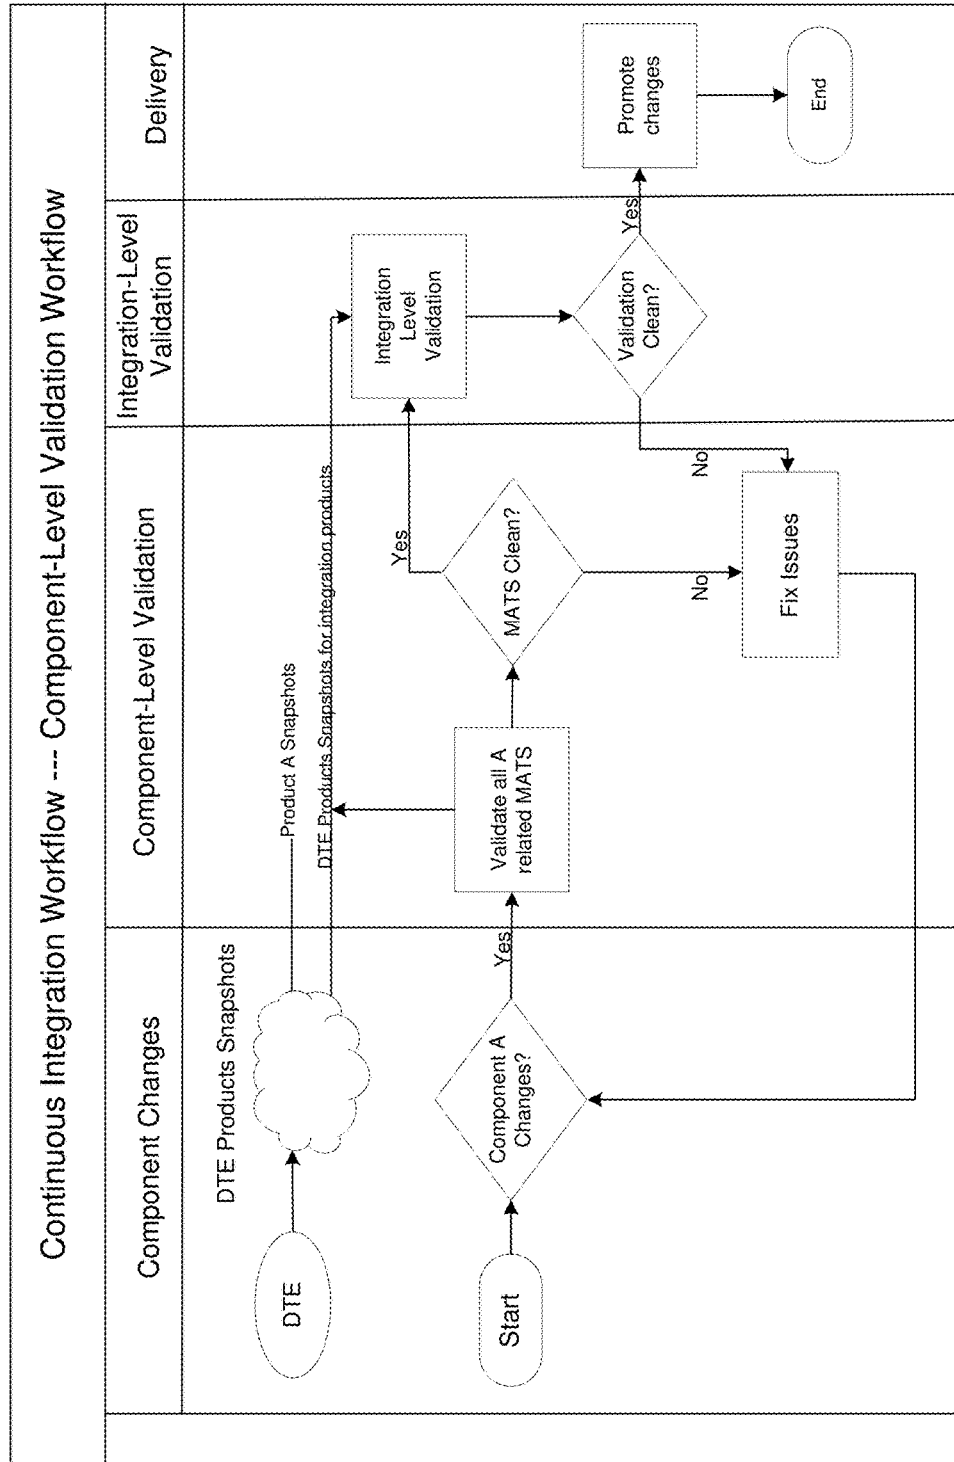 Continuous Integration Workflow --- Component-Level Validation Workflow
Component Changes
Component-Level Validation
Integration-Level
Validation
Delivery
DTE
DTE Products Snapshots
Product A Snapshots
DTE Products Snapshots for integration products
Start
Component A
Changes?
Yes
Validate all A
related MATS
MATS Clean?
Yes
No
Integration
Level
Validation
Validation
Clean?
Yes
No
Fix Issues
Promote
changes
End